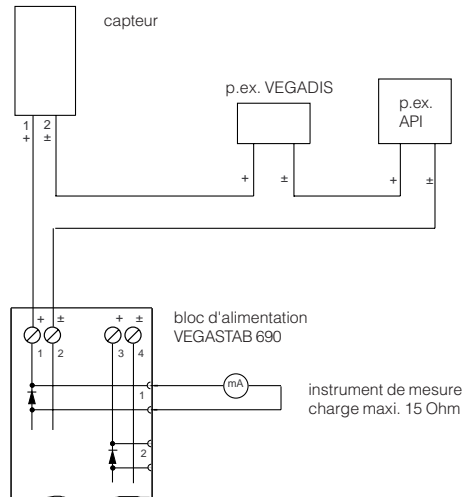 capteur
p.ex. VEGADIS
p.ex.
API
1 2
+ ±
+ ±
+ ±
bloc d'alimentation
VEGASTAB 690
+ ± + ±
1 2 3 4
1
mA
instrument de mesure
charge maxi. 15 Ohm
2